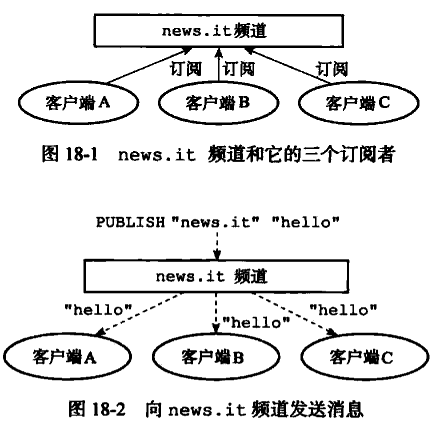 news.it频道
订阅 订阅 订阅
客户端A 客户端B 客户端C
图 18-1 news.it 频道和它的三个订阅者
PUBLISH "news.it" "hello"
news.it 频道
"hello" "hello" "hello"
客户端A 客户端B 客户端C
图 18-2 向 news.it 频道发送消息